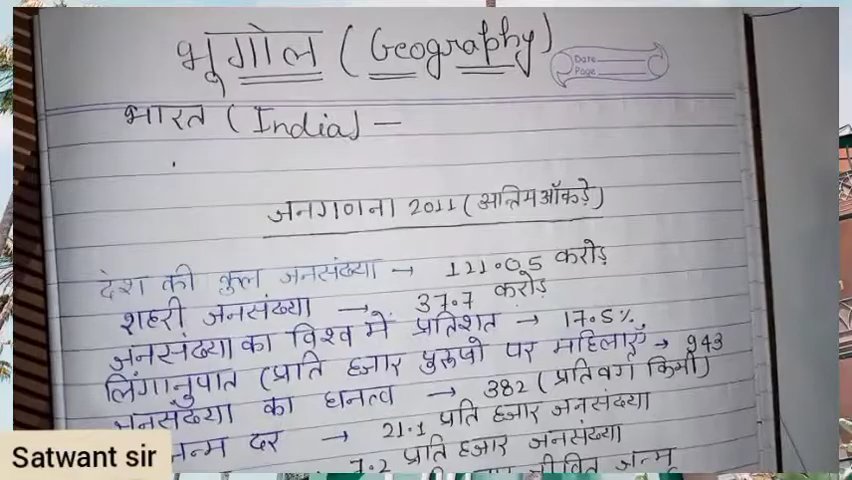 भूगोल (Geography)
Date
Page
भारत (India) —
जनगणना 2011 (अन्तिम आँकड़े)
देश की कुल जनसंख्या → 121.05 करोड़
शहरी जनसंख्या → 37.7 करोड़
जनसंख्या का विश्व में प्रतिशत → 17.5%
लिंगानुपात (प्रति हजार पुरूषो पर महिलाएँ → 943
जनसंख्या का घनत्व → 382 (प्रतिवर्ग किमी)
जन्म दर → 21.1 प्रति हजार जनसंख्या
7.2 प्रति हजार जनसंख्या
जीवित जन्म
Satwant sir